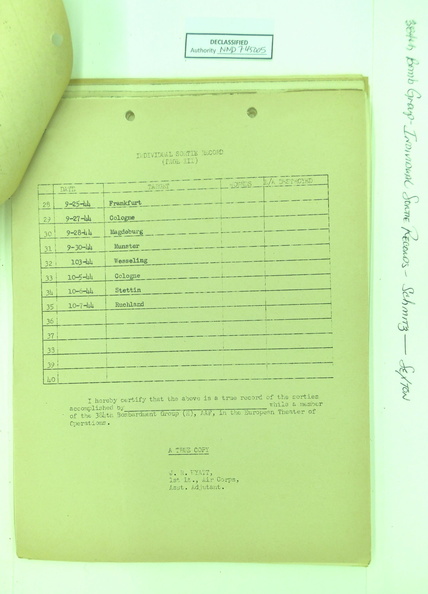 DECLASSIFIED
Authority NND 745005
384th Bomb Group - Individual Sortie Records - Schmitz — Sexton
INDIVIDUAL SORTIE RECORD
DATE TARGET E/A DESTROYED
28 9-25-44 Frankfurt
29 9-27-44 Cologne
30 9-28-44 Magdeburg
31 9-30-44 Munster
32 103-44 Wesseling
33 10-5-44 Cologne
34 10-6-44 Stettin
35 10-7-44 Ruhland
36
37
38
39
40
I hereby certify that the above is a true record of the sorties
accomplished by while a member
of the 384th Bombardment Group (H), AAF, in the European Theater of
Operations.
A TRUE COPY
1st Lt., Air Corps,
Asst. Adjutant.